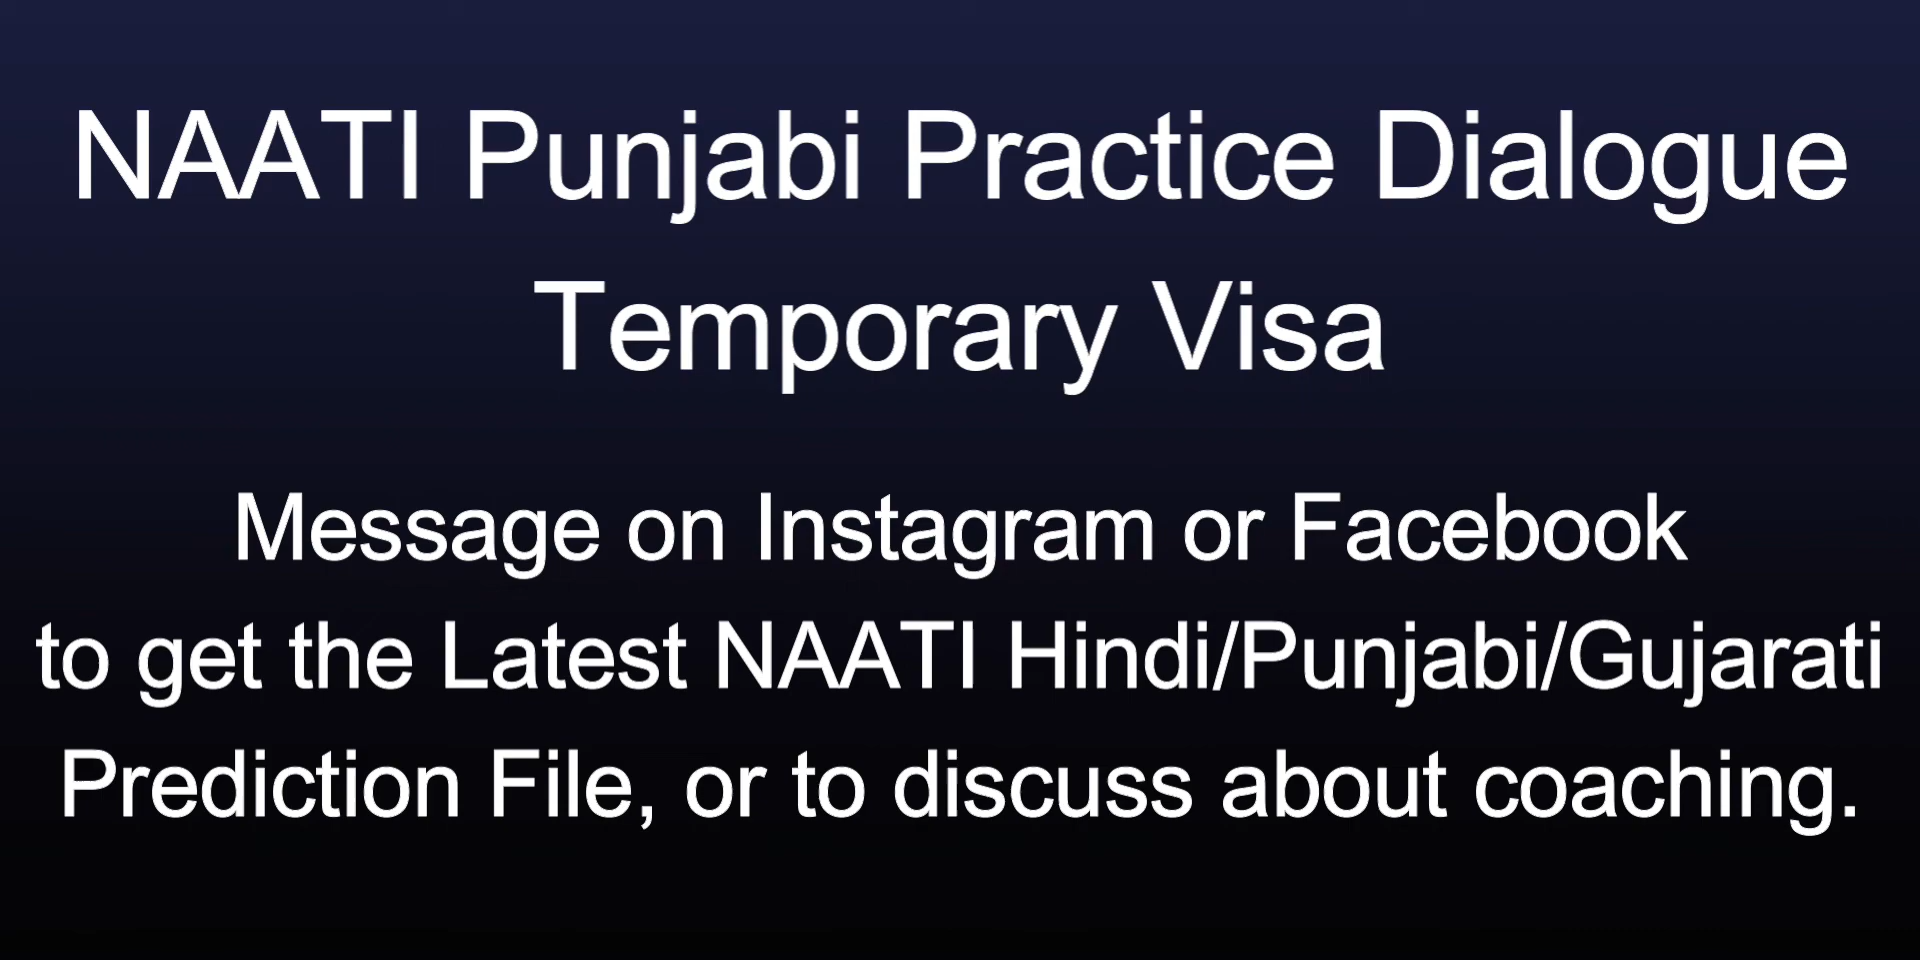 NAATI Punjabi Practice Dialogue
Temporary Visa
Message on Instagram or Facebook
to get the Latest NAATI Hindi/Punjabi/Gujarati
Prediction File, or to discuss about coaching.